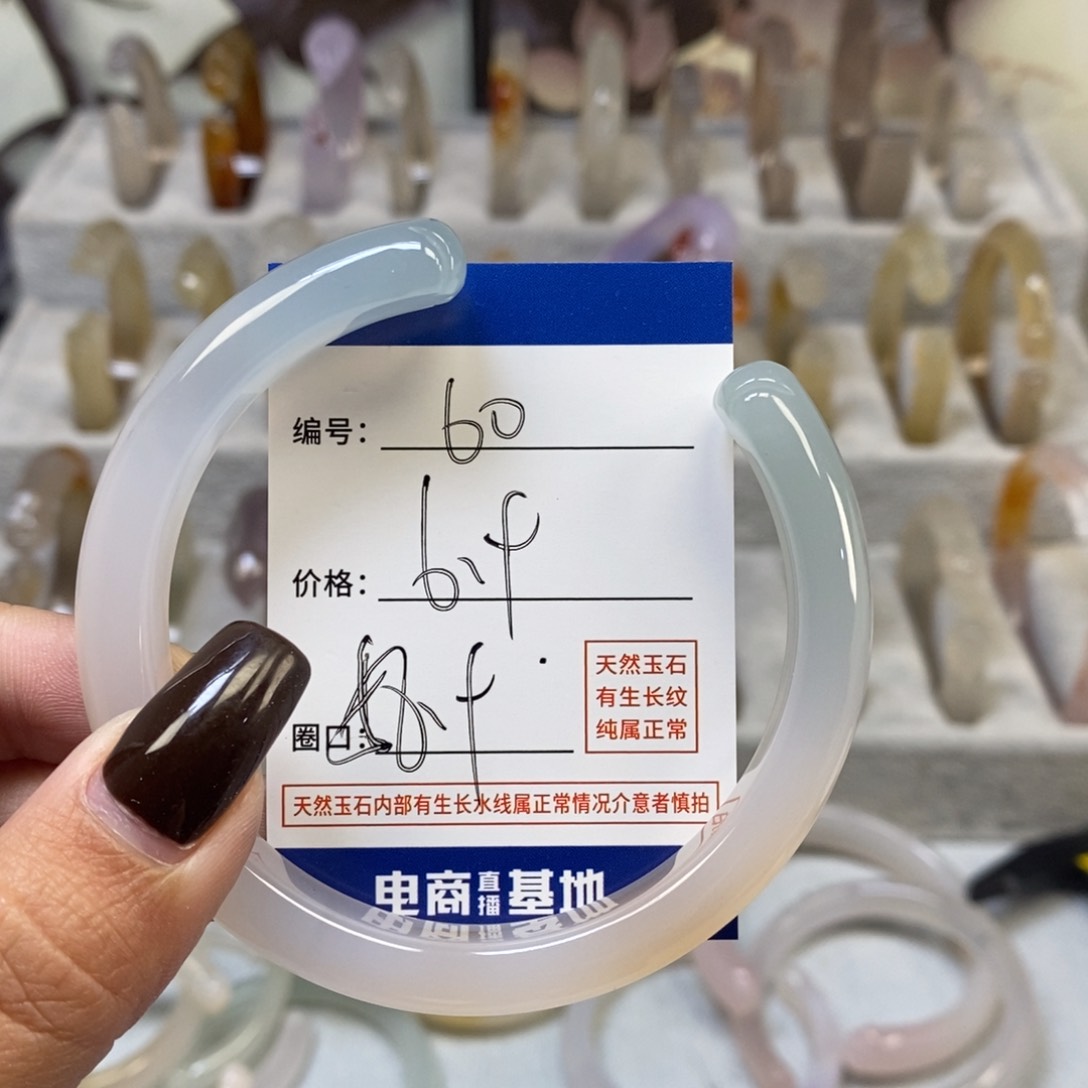 编号： 60
价格：
圈口：
天然玉石
有生长纹
纯属正常
天然玉石内部有生长水线属正常情况介意者慎拍
电商直播基地